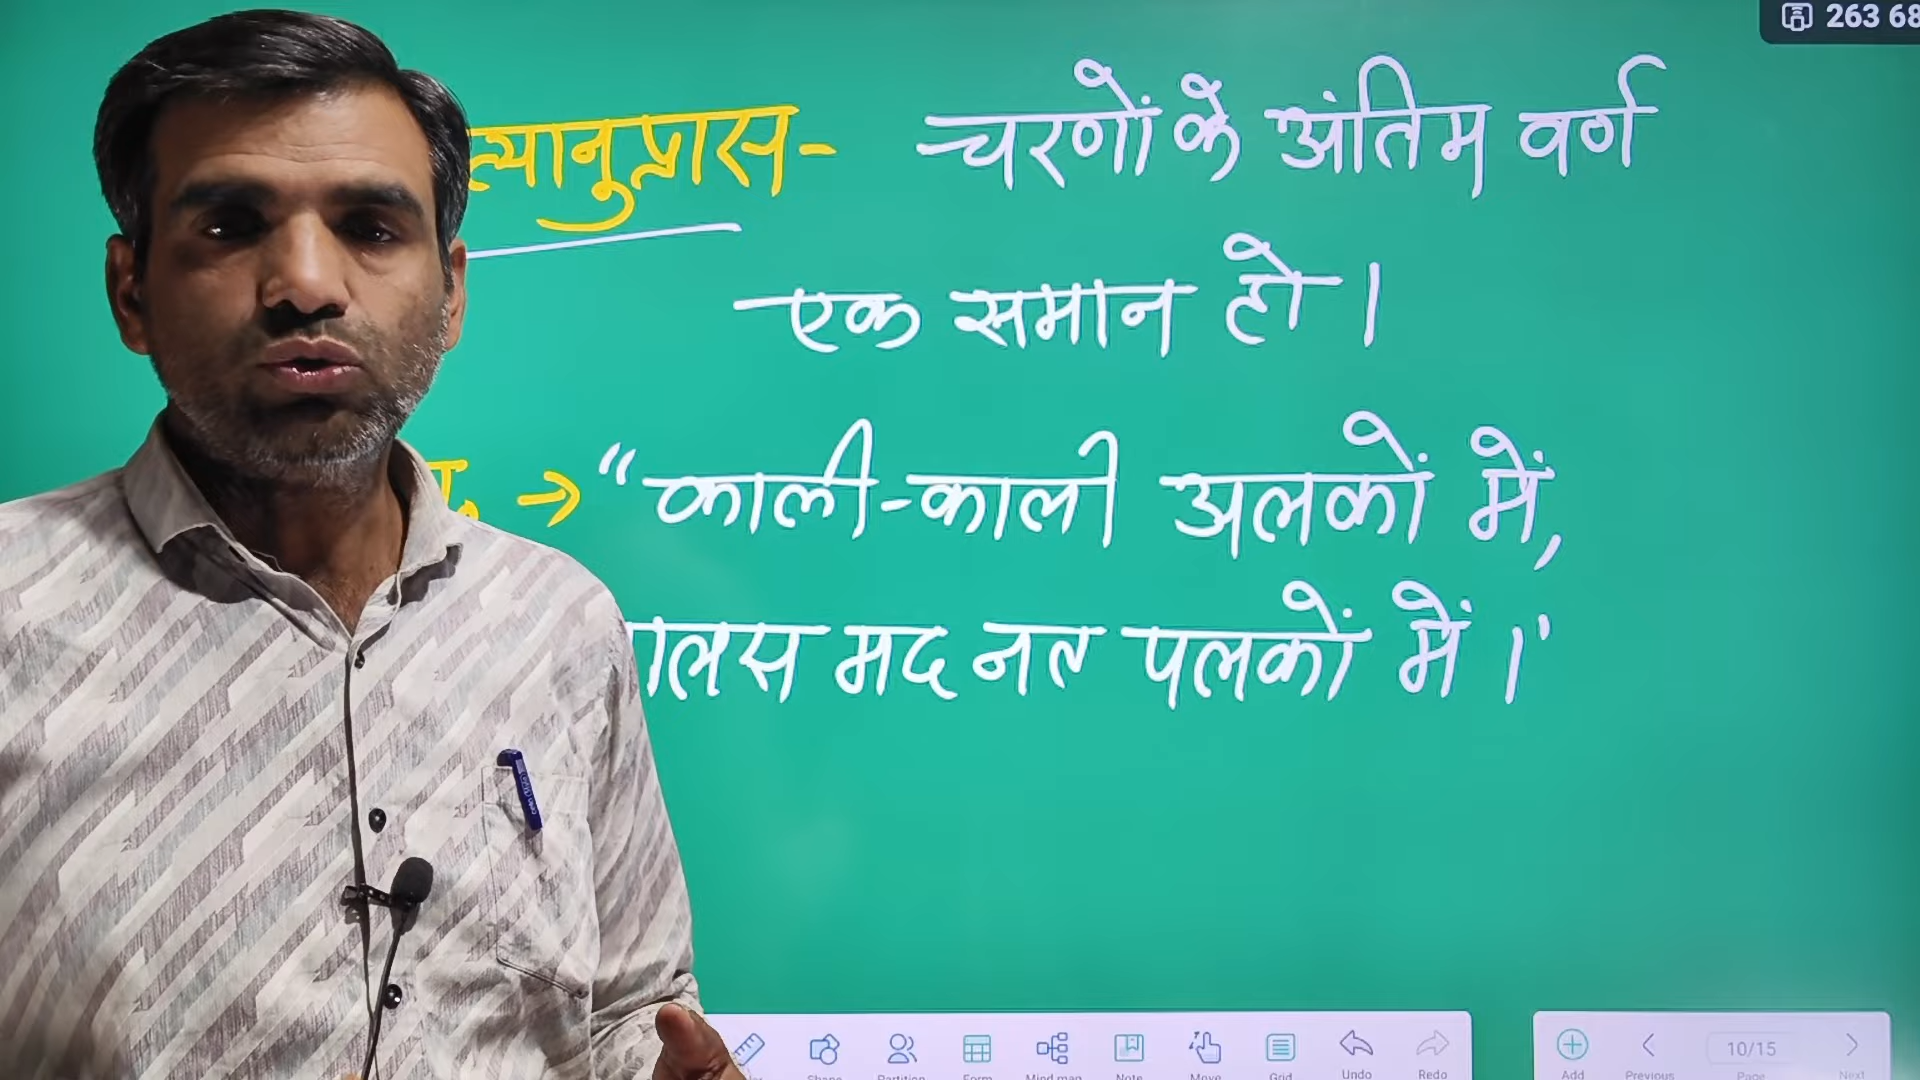 263 68
त्यानुप्रास- चरणों के अंतिम वर्ण
एक समान हो।
→ "काली-काली अलकों में,
ालस मद नत पलकों में।'
Shape Partition Form Mind map Note Move Grid Undo Redo
Add Previous 10/15 Page Next